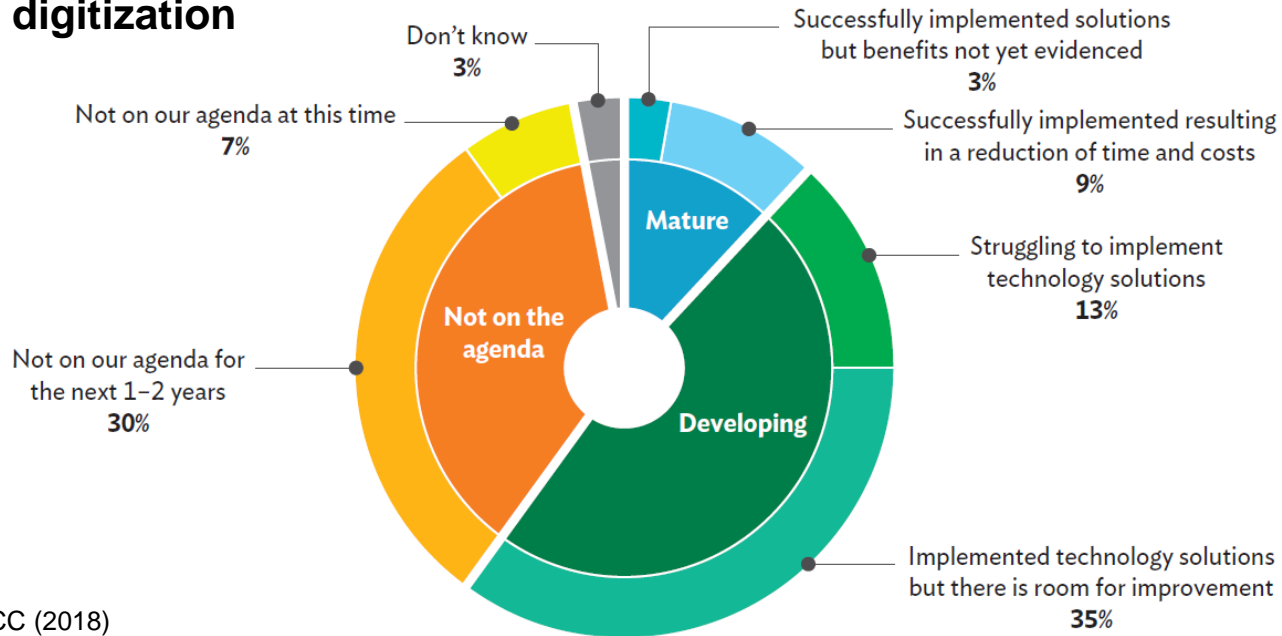 digitization
Don't know
3%
Successfully implemented solutions
but benefits not yet evidenced
3%
Not on our agenda at this time
7%
Successfully implemented resulting
in a reduction of time and costs
9%
Mature
Struggling to implement
technology solutions
13%
Not on the
agenda
Not on our agenda for
the next 1–2 years
30%
Developing
Implemented technology solutions
but there is room for improvement
35%
CC (2018)